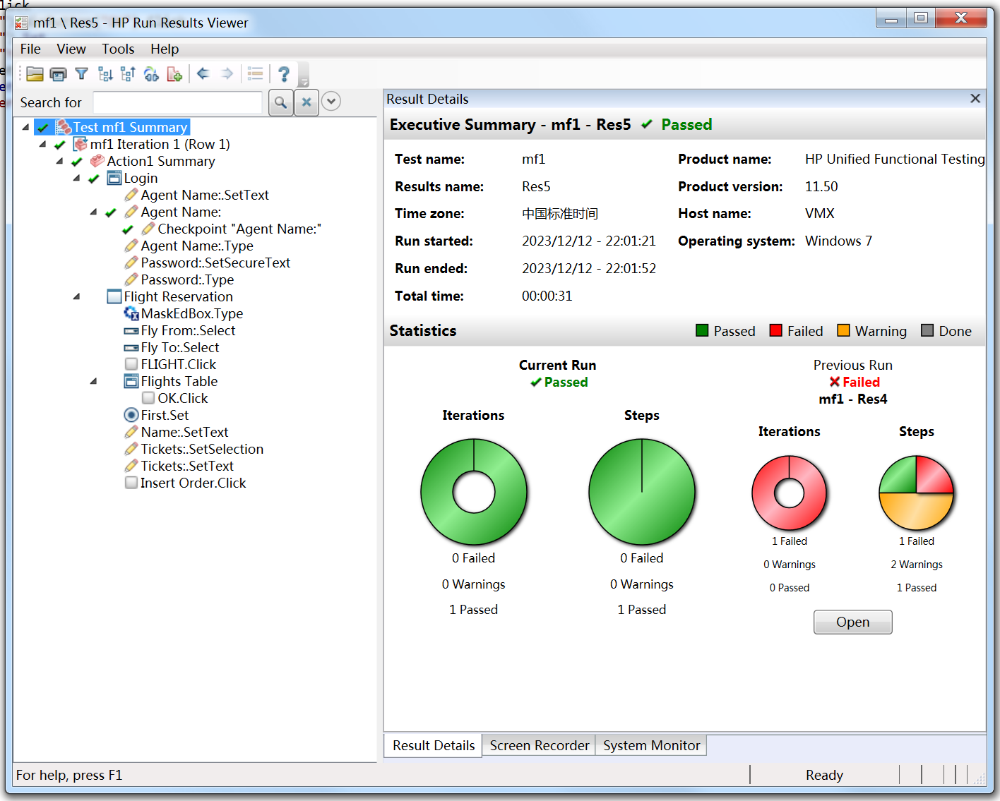 lick
mf1 \ Res5 - HP Run Results Viewer
File View Tools Help
Search for
Test mf1 Summary
mf1 Iteration 1 (Row 1)
Action1 Summary
Login
Agent Name:.SetText
Agent Name:
Checkpoint "Agent Name:"
Agent Name:.Type
Password:.SetSecureText
Password:.Type
Flight Reservation
MaskEdBox.Type
Fly From:.Select
Fly To:.Select
FLIGHT.Click
Flights Table
OK.Click
First.Set
Name:.SetText
Tickets:.SetSelection
Tickets:.SetText
Insert Order.Click
Result Details
Executive Summary - mf1 - Res5 Passed
Test name: mf1 Product name: HP Unified Functional Testing
Results name: Res5 Product version: 11.50
Time zone: 中国标准时间 Host name: VMX
Run started: 2023/12/12 - 22:01:21 Operating system: Windows 7
Run ended: 2023/12/12 - 22:01:52
Total time: 00:00:31
Statistics Passed Failed Warning Done
Current Run
Passed
Iterations Steps
0 Failed 0 Failed
0 Warnings 0 Warnings
1 Passed 1 Passed
Previous Run
Failed
mf1 - Res4
Iterations Steps
1 Failed 1 Failed
0 Warnings 2 Warnings
0 Passed 1 Passed
Open
Result Details Screen Recorder System Monitor
For help, press F1 Ready